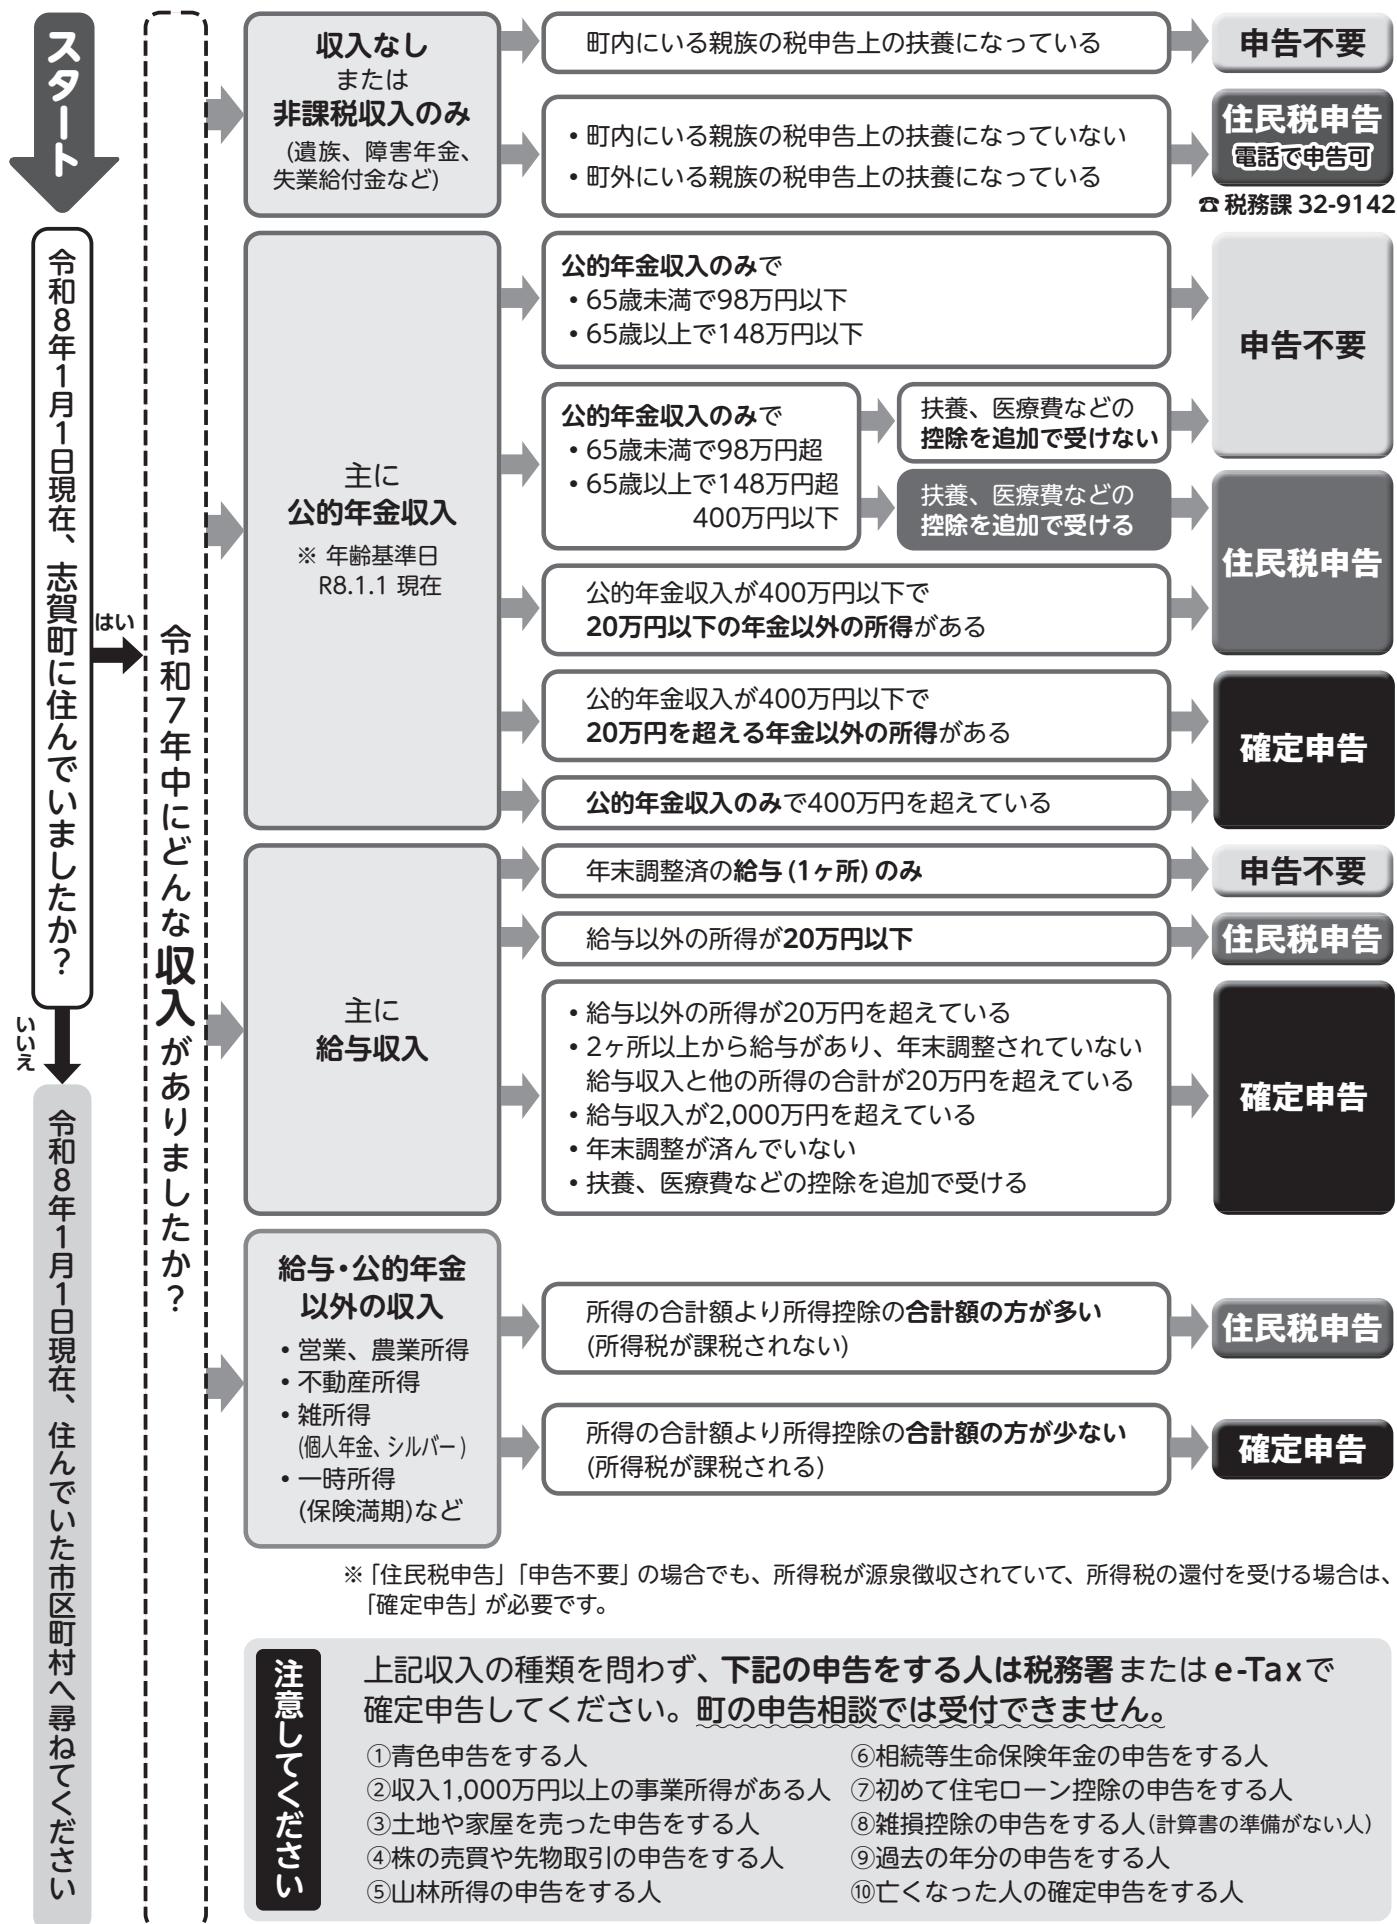 スタート
令和8年1月1日現在、志賀町に住んでいましたか？
はい
いいえ
令和8年1月1日現在、住んでいた市区町村へ尋ねてください
令和7年中にどんな収入がありましたか？
収入なし
または
非課税収入のみ
(遺族、障害年金、
失業給付金など)
町内にいる親族の税申告上の扶養になっている
申告不要
・町内にいる親族の税申告上の扶養になっていない
・町外にいる親族の税申告上の扶養になっている
住民税申告
電話で申告可
☎税務課 32-9142
主に
公的年金収入
※ 年齢基準日
R8.1.1 現在
公的年金収入のみで
・65歳未満で98万円以下
・65歳以上で148万円以下
申告不要
公的年金収入のみで
・65歳未満で98万円超
・65歳以上で148万円超
400万円以下
扶養、医療費などの
控除を追加で受けない
扶養、医療費などの
控除を追加で受ける
住民税申告
公的年金収入が400万円以下で
20万円以下の年金以外の所得がある
公的年金収入が400万円以下で
20万円を超える年金以外の所得がある
確定申告
公的年金収入のみで400万円を超えている
主に
給与収入
年末調整済の給与(1ヶ所)のみ
申告不要
給与以外の所得が20万円以下
住民税申告
・給与以外の所得が20万円を超えている
・2ヶ所以上から給与があり、年末調整されていない
給与収入と他の所得の合計が20万円を超えている
・給与収入が2,000万円を超えている
・年末調整が済んでいない
・扶養、医療費などの控除を追加で受ける
確定申告
給与・公的年金
以外の収入
・営業、農業所得
・不動産所得
・雑所得
(個人年金、シルバー)
・一時所得
(保険満期)など
所得の合計額より所得控除の合計額の方が多い
(所得税が課税されない)
住民税申告
所得の合計額より所得控除の合計額の方が少ない
(所得税が課税される)
確定申告
※「住民税申告」「申告不要」の場合でも、所得税が源泉徴収されていて、所得税の還付を受ける場合は、
「確定申告」が必要です。
注意してください
上記収入の種類を問わず、下記の申告をする人は税務署またはe-Taxで
確定申告してください。町の申告相談では受付できません。
①青色申告をする人
②収入1,000万円以上の事業所得がある人
③土地や家屋を売った申告をする人
④株の売買や先物取引の申告をする人
⑤山林所得の申告をする人
⑥相続等生命保険年金の申告をする人
⑦初めて住宅ローン控除の申告をする人
⑧雑損控除の申告をする人(計算書の準備がない人)
⑨過去の年分の申告をする人
⑩亡くなった人の確定申告をする人